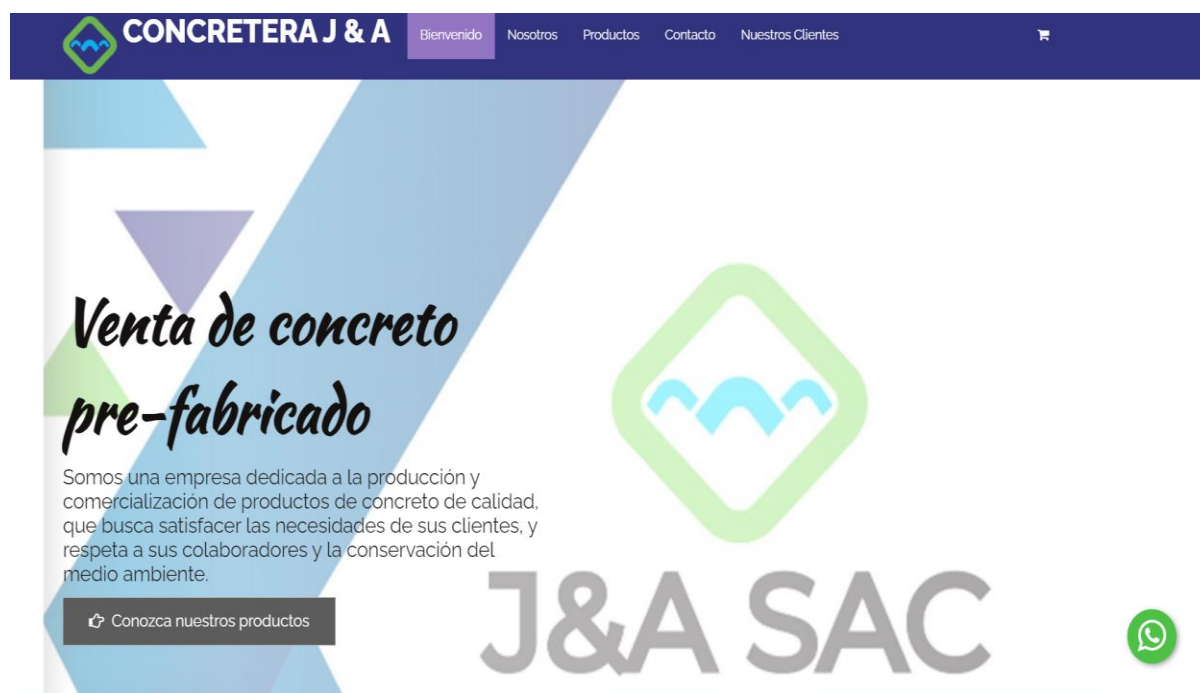 CONCRETERA J & A
Bienvenido
Nosotros
Productos
Contacto
Nuestros Clientes
Venta de concreto
pre-fabricado
Somos una empresa dedicada a la producción y
comercialización de productos de concreto de calidad,
que busca satisfacer las necesidades de sus clientes, y
respeta a sus colaboradores y la conservación del
medio ambiente.
Conozca nuestros productos
J&A SAC